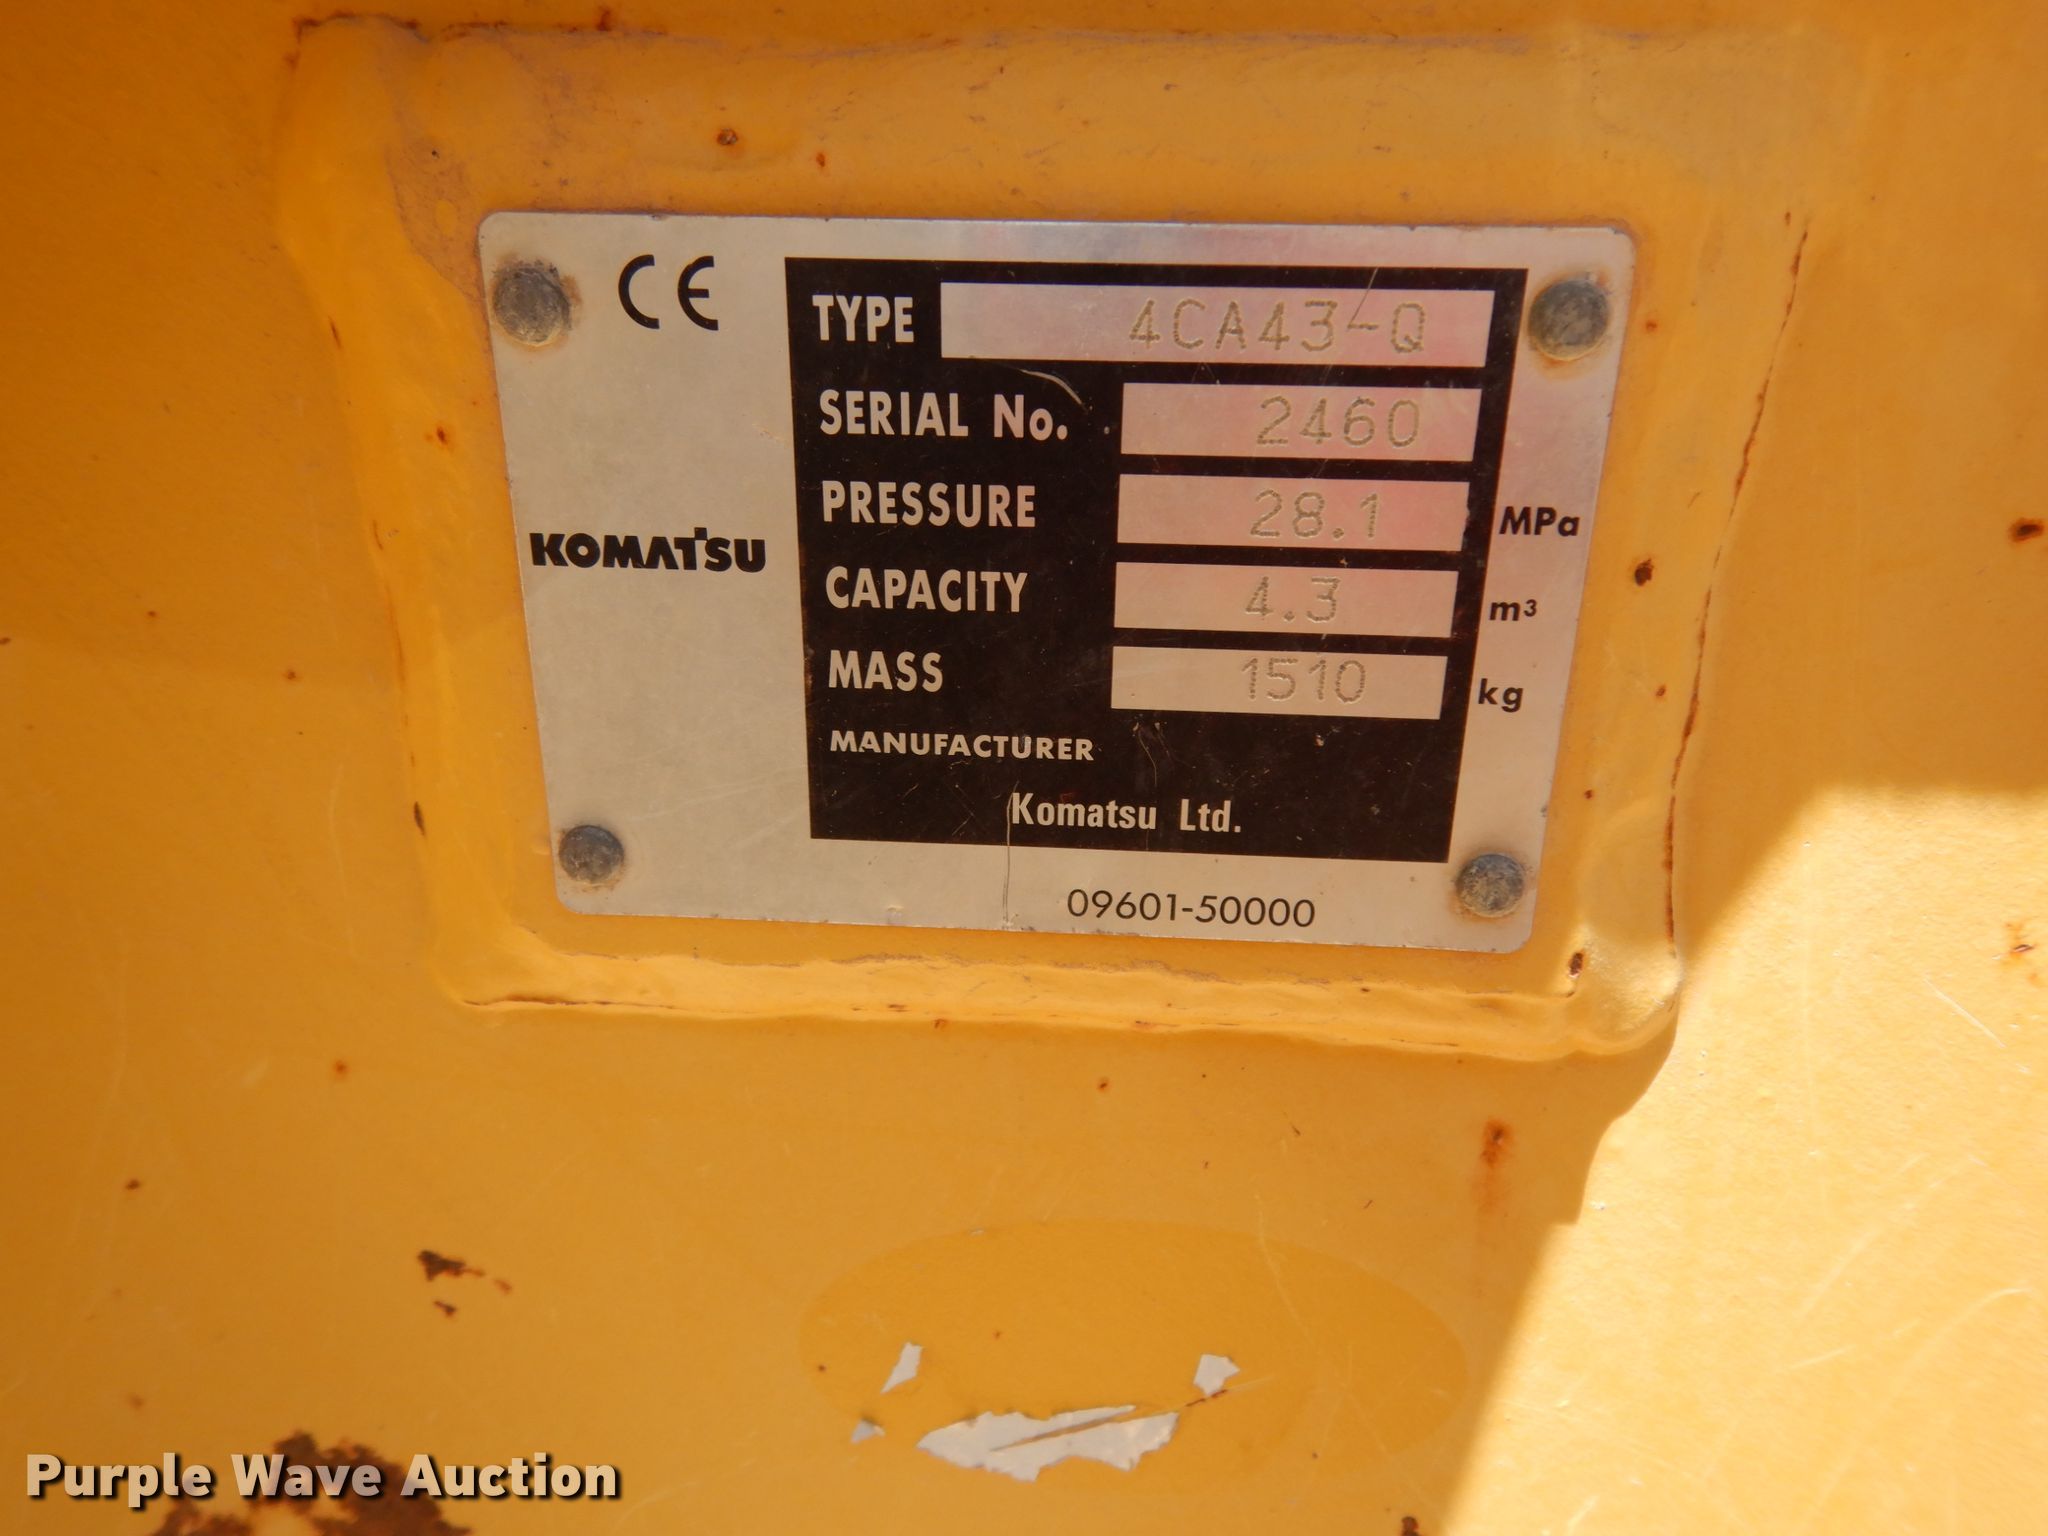 CE
KOMATSU
TYPE 4CA43-Q
SERIAL No. 2460
PRESSURE 28.1 MPa
CAPACITY 4.3 m³
MASS 1510 kg
MANUFACTURER
Komatsu Ltd.
09601-50000
Purple Wave Auction